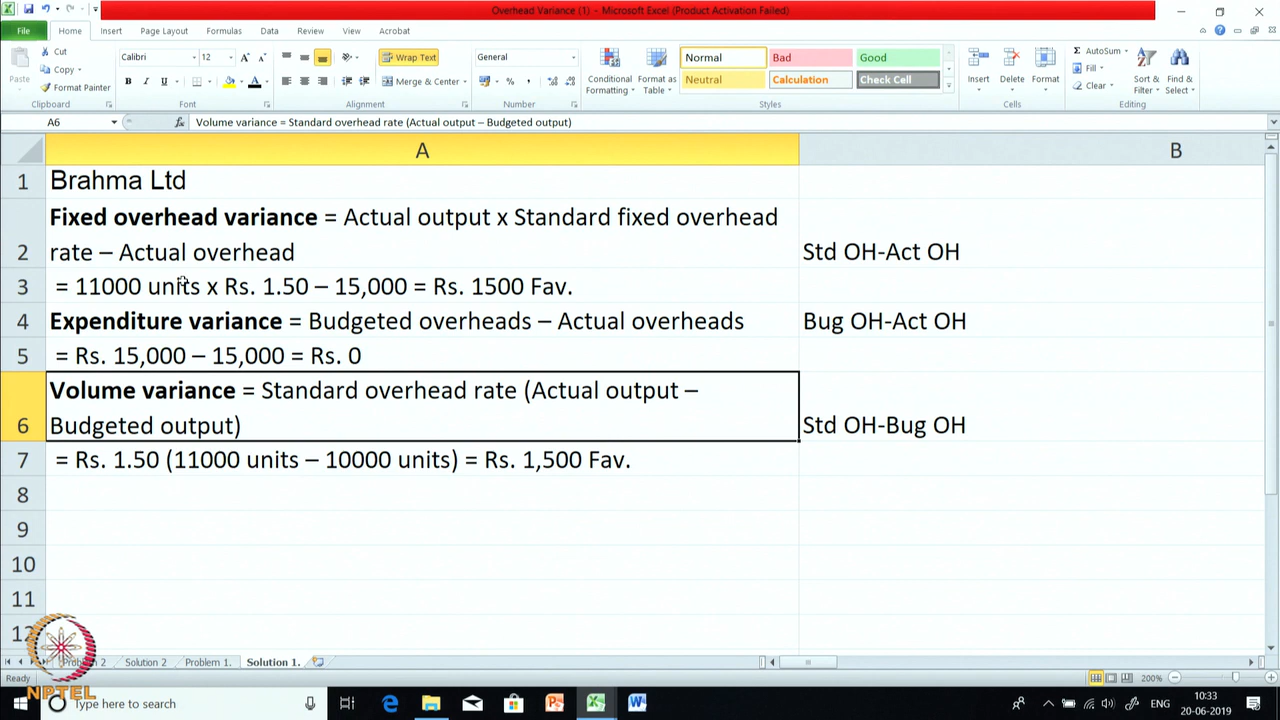 Overhead Variance (1) – Microsoft Excel (Product Activation Failed)
File Home Insert Page Layout Formulas Data Review View Acrobat
Cut
Copy
Format Painter
Paste
Clipboard
Calibri 12
Font
Wrap Text
Merge & Center
Alignment
General
Number
Conditional Formatting
Format as Table
Normal Bad Good
Neutral Calculation Check Cell
Styles
Insert Delete Format
Cells
AutoSum
Fill
Clear
Sort & Filter
Find & Select
Editing
A6 fx Volume variance = Standard overhead rate (Actual output – Budgeted output)
A B
1 Brahma Ltd
Fixed overhead variance = Actual output x Standard fixed overhead
2 rate – Actual overhead Std OH-Act OH
3 = 11000 units x Rs. 1.50 – 15,000 = Rs. 1500 Fav.
4 Expenditure variance = Budgeted overheads – Actual overheads Bug OH-Act OH
5 = Rs. 15,000 – 15,000 = Rs. 0
Volume variance = Standard overhead rate (Actual output –
6 Budgeted output) Std OH-Bug OH
7 = Rs. 1.50 (11000 units – 10000 units) = Rs. 1,500 Fav.
8
9
10
11
12
2 Solution 2 Problem 1. Solution 1.
Ready 200%
NPTEL
Type here to search
ENG
10:33
20-06-2019